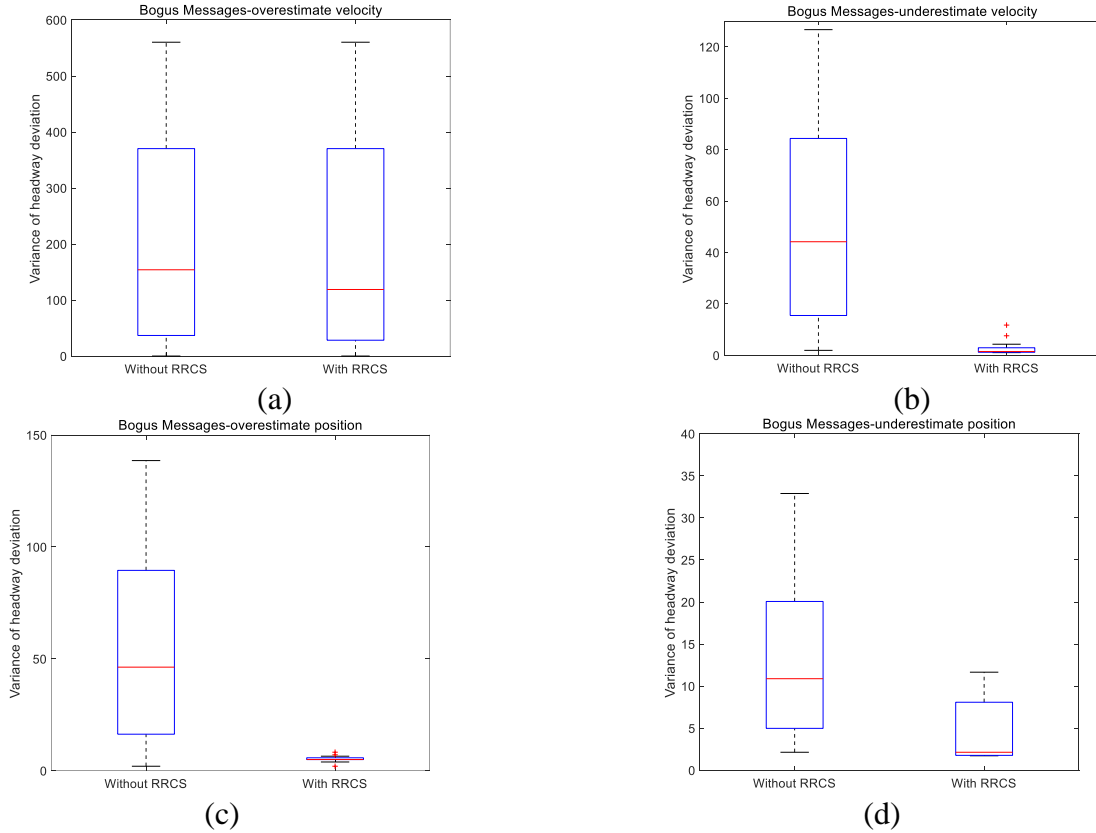 Bogus Messages-overestimate velocity
Variance of headway deviation
600
500
400
300
200
100
0
Without RRCS
With RRCS
(a)
Bogus Messages-underestimate velocity
Variance of headway deviation
120
100
80
60
40
20
0
Without RRCS
With RRCS
(b)
Bogus Messages-overestimate position
Variance of headway deviation
150
100
50
0
Without RRCS
With RRCS
(c)
Bogus Messages-underestimate position
Variance of headway deviation
40
35
30
25
20
15
10
5
0
Without RRCS
With RRCS
(d)